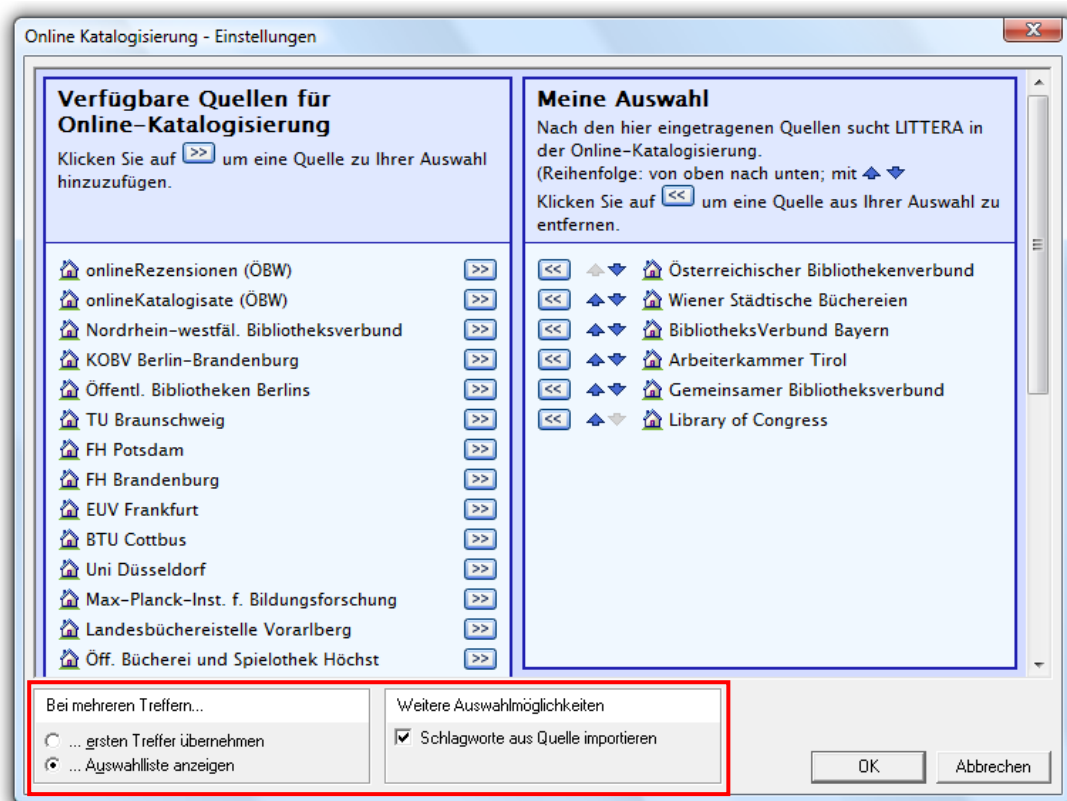 Online Katalogisierung - Einstellungen
Verfügbare Quellen für
Online-Katalogisierung
Klicken Sie auf >> um eine Quelle zu Ihrer Auswahl
hinzuzufügen.
onlineRezensionen (ÖBW) >>
onlineKatalogisate (ÖBW) >>
Nordrhein-westfäl. Bibliotheksverbund >>
KOBV Berlin-Brandenburg >>
Öffentl. Bibliotheken Berlins >>
TU Braunschweig >>
FH Potsdam >>
FH Brandenburg >>
EUV Frankfurt >>
BTU Cottbus >>
Uni Düsseldorf >>
Max-Planck-Inst. f. Bildungsforschung >>
Landesbüchereistelle Vorarlberg >>
Öff. Bücherei und Spielothek Höchst >>
Meine Auswahl
Nach den hier eingetragenen Quellen sucht LITTERA in
der Online-Katalogisierung.
(Reihenfolge: von oben nach unten; mit
Klicken Sie auf << um eine Quelle aus Ihrer Auswahl zu
entfernen.
<< Österreichischer Bibliothekenverbund
<< Wiener Städtische Büchereien
<< BibliotheksVerbund Bayern
<< Arbeiterkammer Tirol
<< Gemeinsamer Bibliotheksverbund
<< Library of Congress
Bei mehreren Treffern...
... ersten Treffer übernehmen
... Auswahlliste anzeigen
Weitere Auswahlmöglichkeiten
Schlagworte aus Quelle importieren
OK
Abbrechen